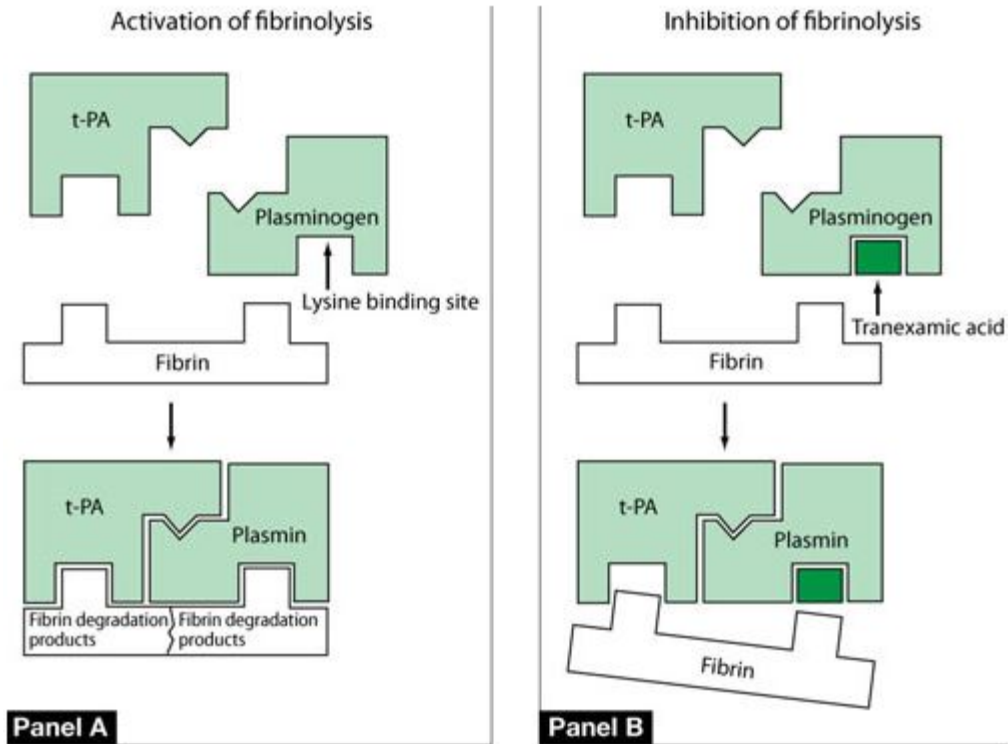 Activation of fibrinolysis
t-PA
Plasminogen
Lysine binding site
Fibrin
t-PA
Plasmin
Fibrin degradation
products
Fibrin degradation
products
Panel A
Inhibition of fibrinolysis
t-PA
Plasminogen
Tranexamic acid
Fibrin
t-PA
Plasmin
Fibrin
Panel B